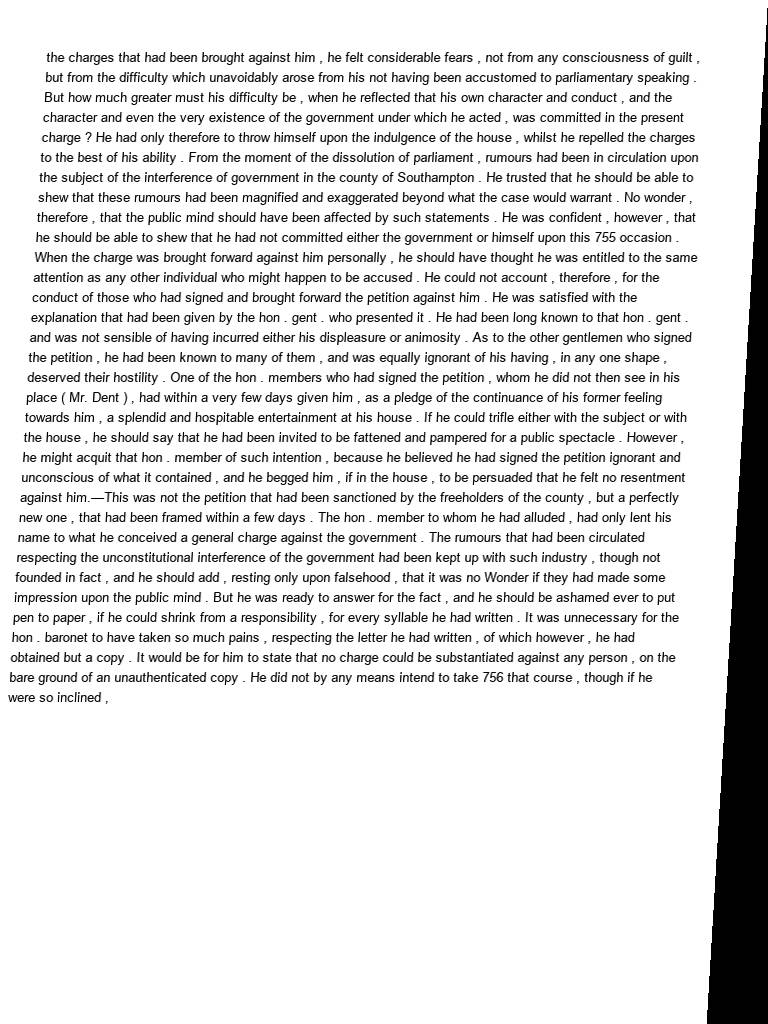 the charges that had been brought against him , he felt considerable fears , not from any consciousness of guilt ,
but from the difficulty which unavoidably arose from his not having been accustomed to parliamentary speaking .
But how much greater must his difficulty be , when he reflected that his own character and conduct , and the
character and even the very existence of the government under which he acted , was committed in the present
charge ? He had only therefore to throw himself upon the indulgence of the house , whilst he repelled the charges
to the best of his ability . From the moment of the dissolution of parliament , rumours had been in circulation upon
the subject of the interference of government in the county of Southampton . He trusted that he should be able to
shew that these rumours had been magnified and exaggerated beyond what the case would warrant . No wonder ,
therefore , that the public mind should have been affected by such statements . He was confident , however , that
he should be able to shew that he had not committed either the government or himself upon this 755 occasion .
When the charge was brought forward against him personally , he should have thought he was entitled to the same
attention as any other individual who might happen to be accused . He could not account , therefore , for the
conduct of those who had signed and brought forward the petition against him . He was satisfied with the
explanation that had been given by the hon . gent . who presented it . He had been long known to that hon . gent .
and was not sensible of having incurred either his displeasure or animosity . As to the other gentlemen who signed
the petition , he had been known to many of them , and was equally ignorant of his having , in any one shape ,
deserved their hostility . One of the hon . members who had signed the petition , whom he did not then see in his
place ( Mr. Dent ) , had within a very few days given him , as a pledge of the continuance of his former feeling
towards him , a splendid and hospitable entertainment at his house . If he could trifle either with the subject or with
the house , he should say that he had been invited to be fattened and pampered for a public spectacle . However ,
he might acquit that hon . member of such intention , because he believed he had signed the petition ignorant and
unconscious of what it contained , and he begged him , if in the house , to be persuaded that he felt no resentment
against him.—This was not the petition that had been sanctioned by the freeholders of the county , but a perfectly
new one , that had been framed within a few days . The hon . member to whom he had alluded , had only lent his
name to what he conceived a general charge against the government . The rumours that had been circulated
respecting the unconstitutional interference of the government had been kept up with such industry , though not
founded in fact , and he should add , resting only upon falsehood , that it was no Wonder if they had made some
impression upon the public mind . But he was ready to answer for the fact , and he should be ashamed ever to put
pen to paper , if he could shrink from a responsibility , for every syllable he had written . It was unnecessary for the
hon . baronet to have taken so much pains , respecting the letter he had written , of which however , he had
obtained but a copy . It would be for him to state that no charge could be substantiated against any person , on the
bare ground of an unauthenticated copy . He did not by any means intend to take 756 that course , though if he
were so inclined ,